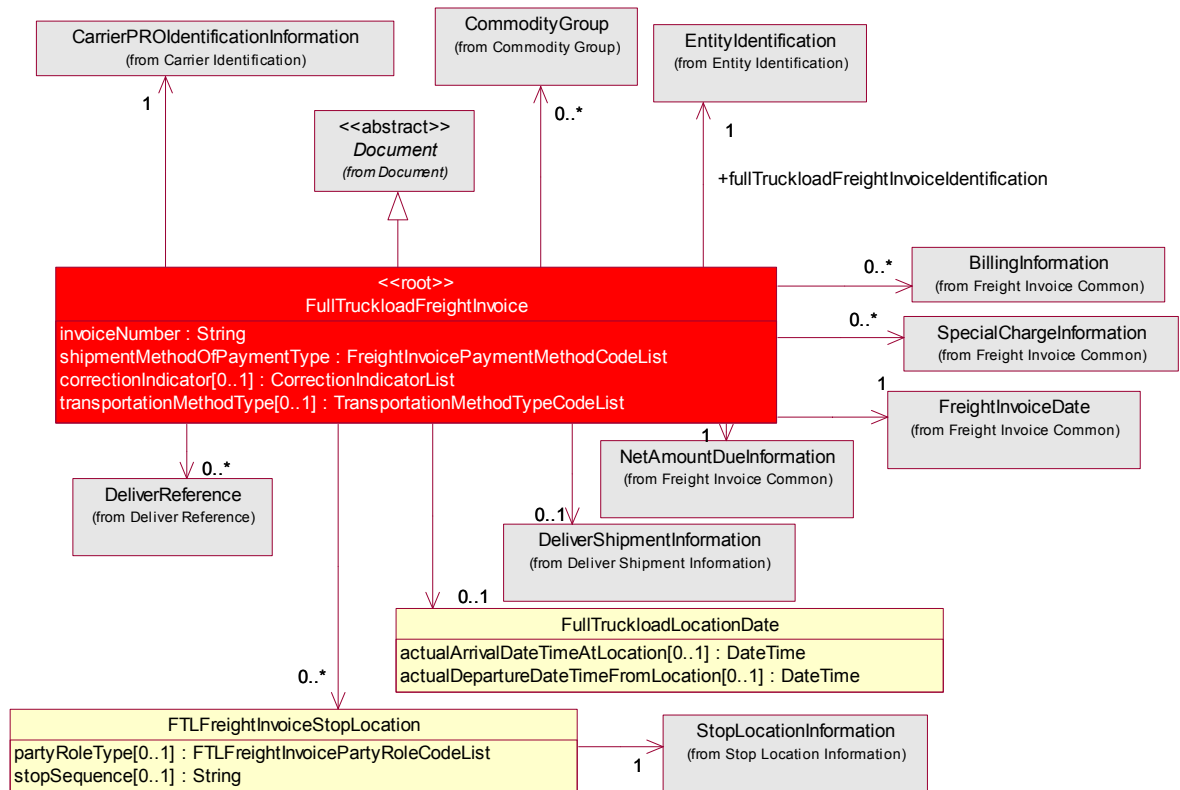 CarrierPROIdentificationInformation
(from Carrier Identification)
CommodityGroup
(from Commodity Group)
EntityIdentification
(from Entity Identification)
1
0..*
1
<<abstract>>
Document
(from Document)
+fullTruckloadFreightInvoiceIdentification
<<root>>
FullTruckloadFreightInvoice
invoiceNumber : String
shipmentMethodOfPaymentType : FreightInvoicePaymentMethodCodeList
correctionIndicator[0..1] : CorrectionIndicatorList
transportationMethodType[0..1] : TransportationMethodTypeCodeList
0..*
BillingInformation
(from Freight Invoice Common)
0..*
SpecialChargeInformation
(from Freight Invoice Common)
1
FreightInvoiceDate
(from Freight Invoice Common)
1
NetAmountDueInformation
(from Freight Invoice Common)
0..*
DeliverReference
(from Deliver Reference)
0..1
DeliverShipmentInformation
(from Deliver Shipment Information)
0..1
FullTruckloadLocationDate
actualArrivalDateTimeAtLocation[0..1] : DateTime
actualDepartureDateTimeFromLocation[0..1] : DateTime
0..*
FTLFreightInvoiceStopLocation
partyRoleType[0..1] : FTLFreightInvoicePartyRoleCodeList
stopSequence[0..1] : String
1
StopLocationInformation
(from Stop Location Information)